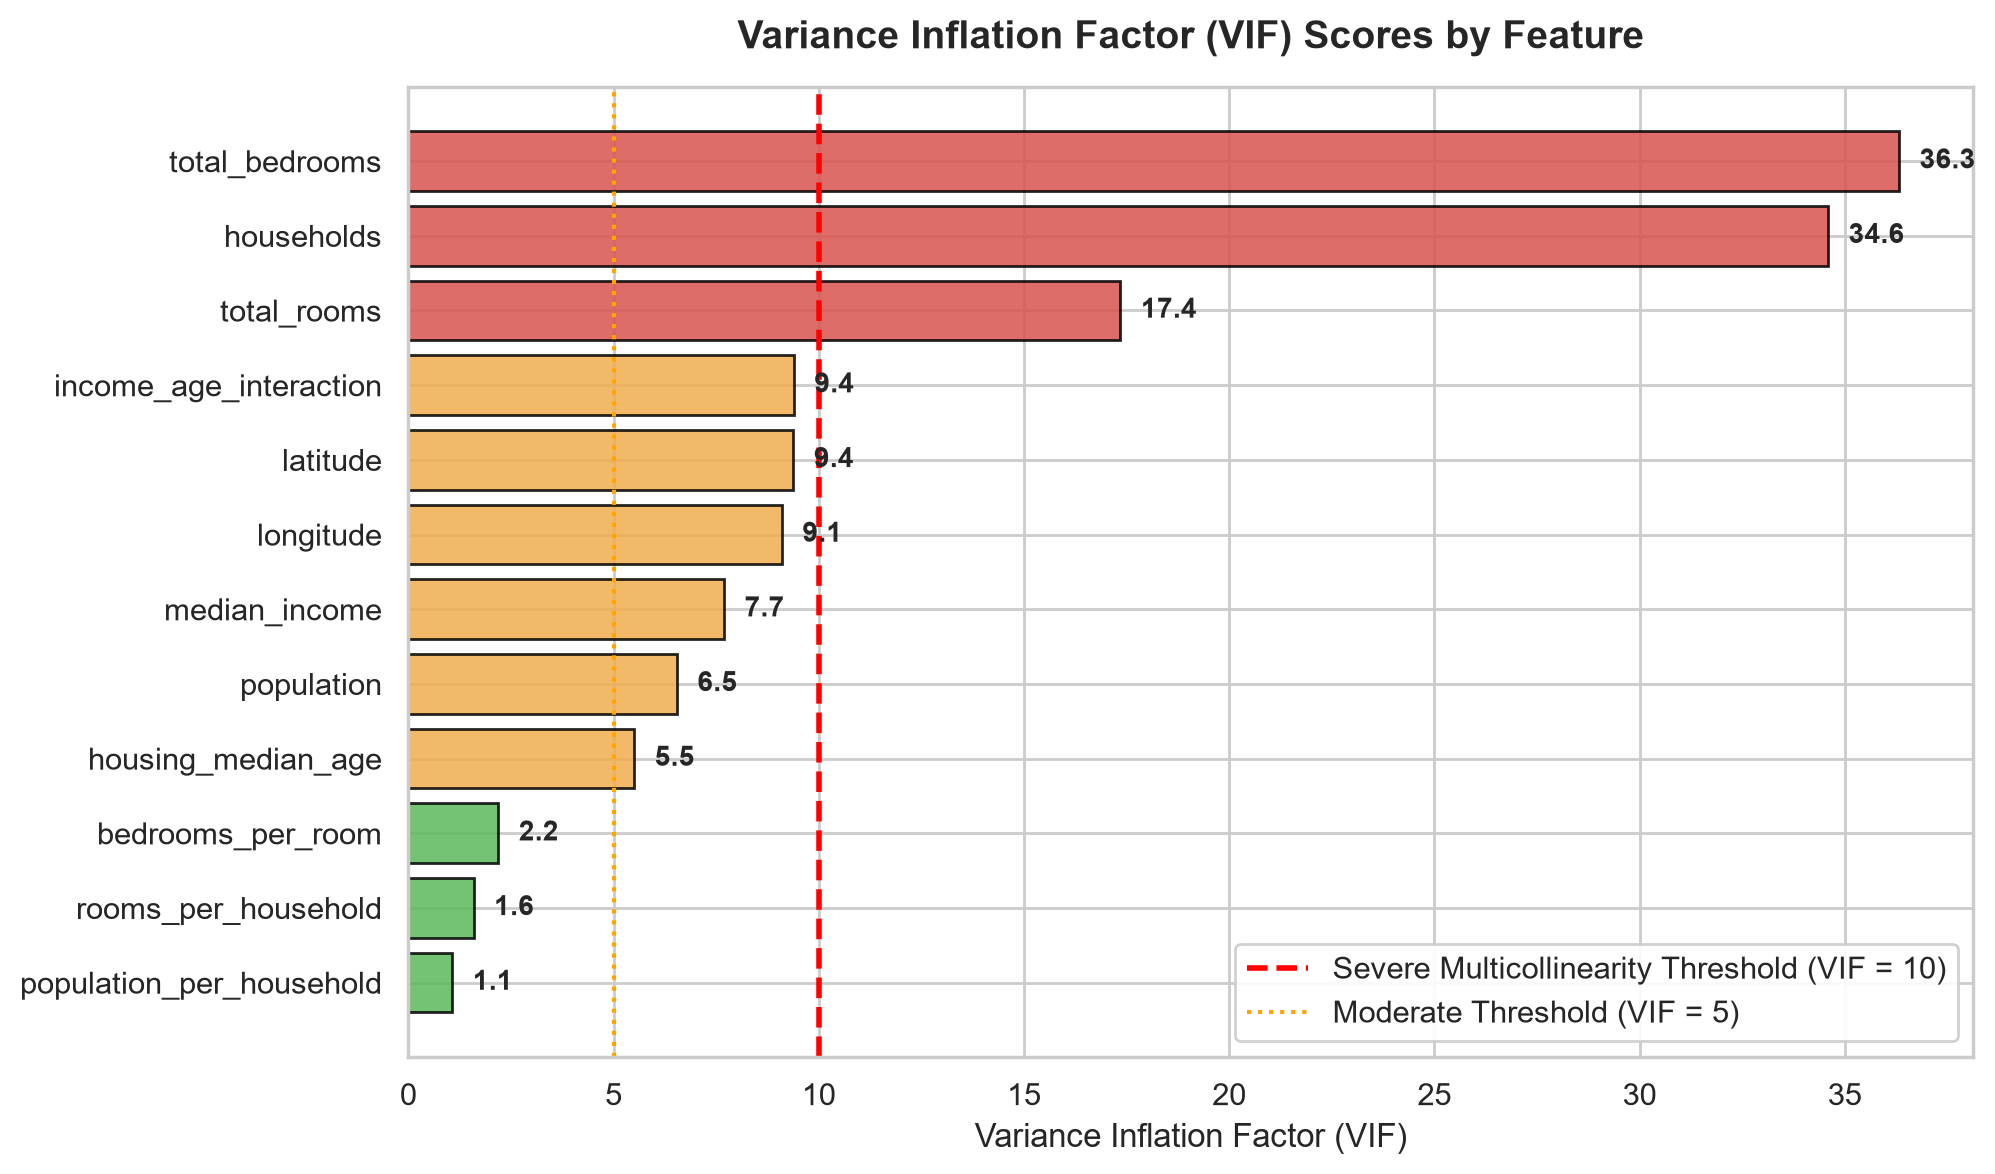 Variance Inflation Factor (VIF) Scores by Feature
total_bedrooms 36.3
households 34.6
total_rooms 17.4
income_age_interaction 9.4
latitude 9.4
longitude 9.1
median_income 7.7
population 6.5
housing_median_age 5.5
bedrooms_per_room 2.2
rooms_per_household 1.6
population_per_household 1.1
Severe Multicollinearity Threshold (VIF = 10)
Moderate Threshold (VIF = 5)
0 5 10 15 20 25 30 35
Variance Inflation Factor (VIF)